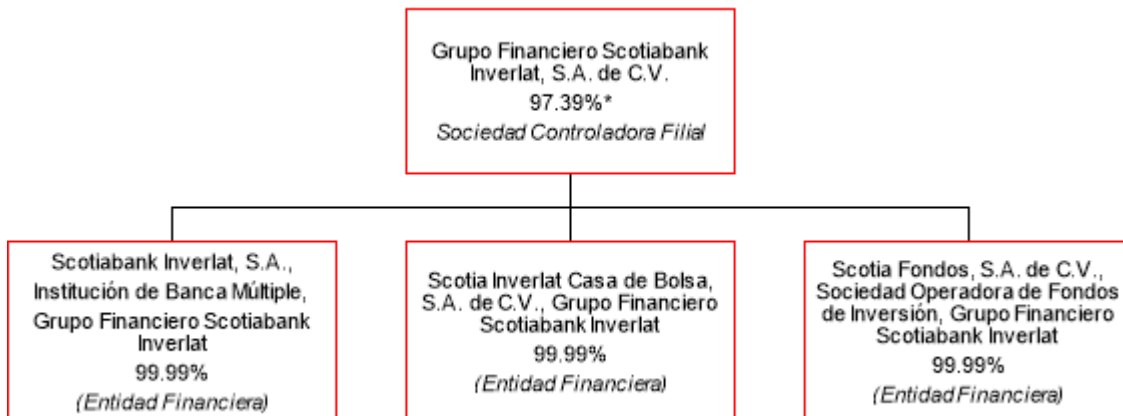 Grupo Financiero Scotiabank
Inverlat, S.A. de C.V.
97.39%*
Sociedad Controladora Filial
Scotiabank Inverlat, S.A.,
Institución de Banca Múltiple,
Grupo Financiero Scotiabank
Inverlat
99.99%
(Entidad Financiera)
Scotia Inverlat Casa de Bolsa,
S.A. de C.V., Grupo Financiero
Scotiabank Inverlat
99.99%
(Entidad Financiera)
Scotia Fondos, S.A. de C.V.,
Sociedad Operadora de Fondos
de Inversión, Grupo Financiero
Scotiabank Inverlat
99.99%
(Entidad Financiera)